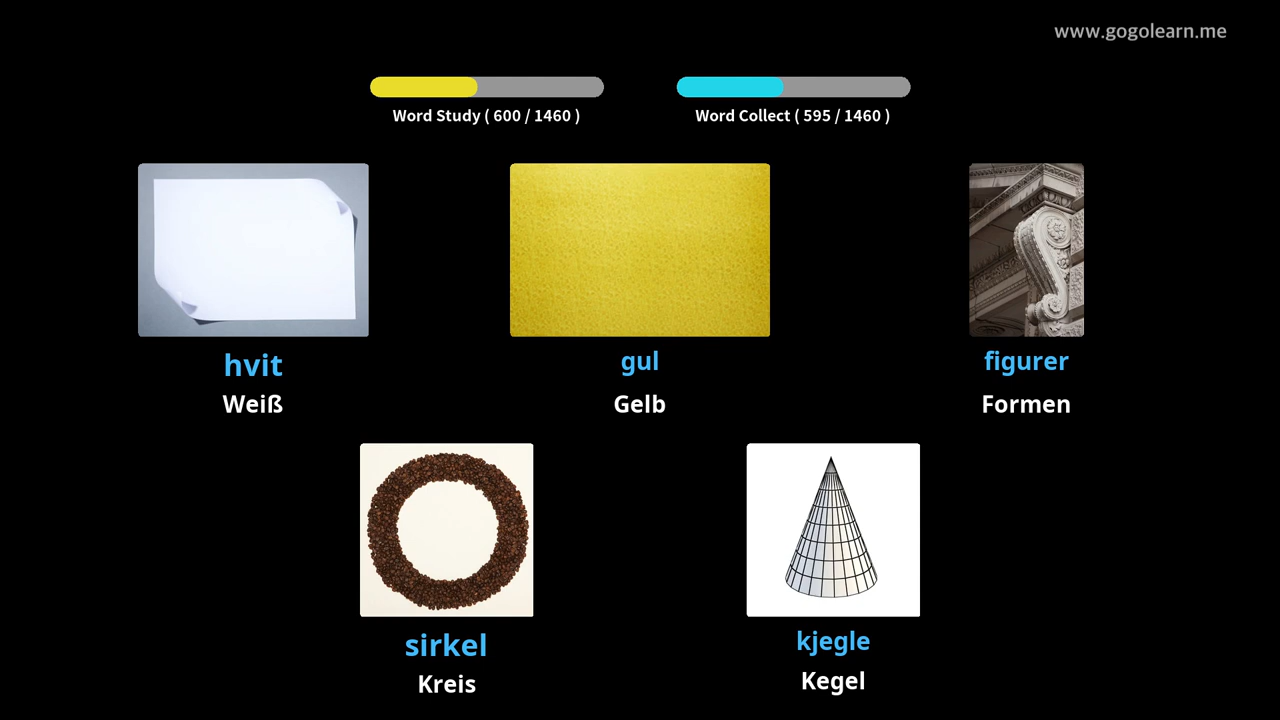 www.gogolearn.me
Word Study ( 600 / 1460 )
Word Collect ( 595 / 1460 )
hvit
gul
figurer
Weiß
Gelb
Formen
sirkel
kjegle
Kreis
Kegel